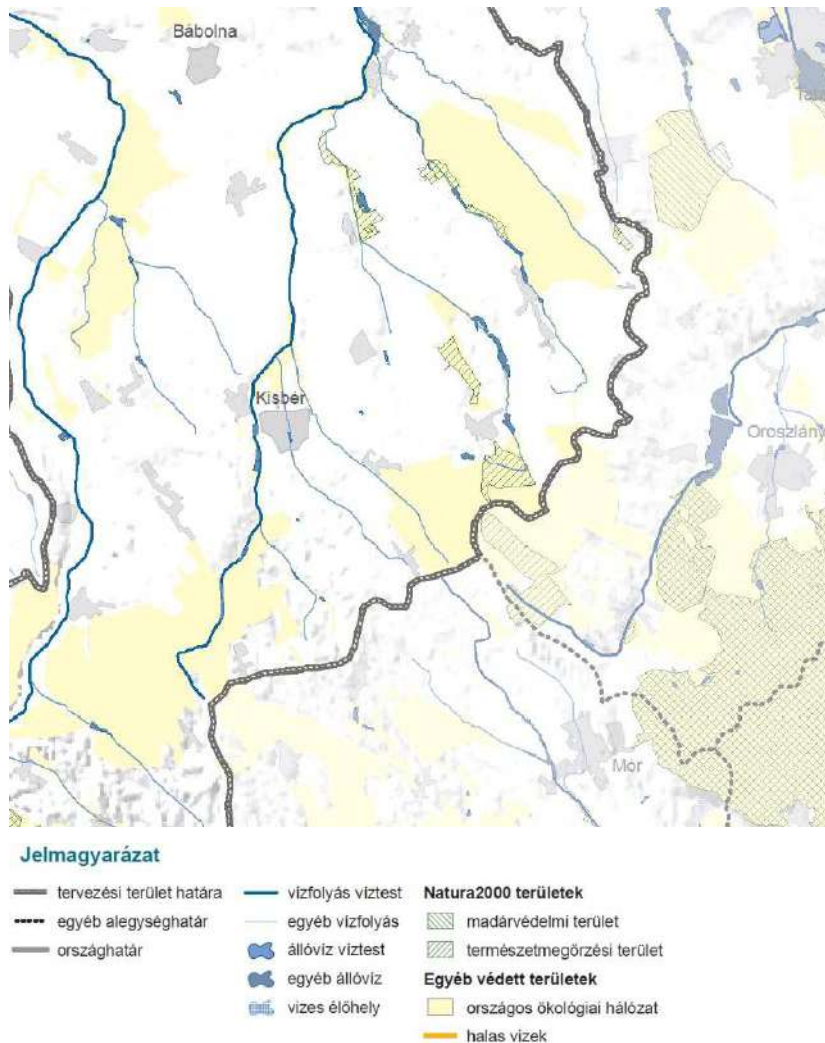 Bábolna
Tata
Kisbér
Oroszlány
Mór
Jelmagyarázat
tervezési terület határa
egyéb alegységhatár
országhatár
vízfolyás víztest
egyéb vízfolyás
állóvíz víztest
egyéb állóvíz
vizes élőhely
Natura2000 területek
madárvédelmi terület
természetmegőrzési terület
Egyéb védett területek
országos ökológiai hálózat
halas vizek